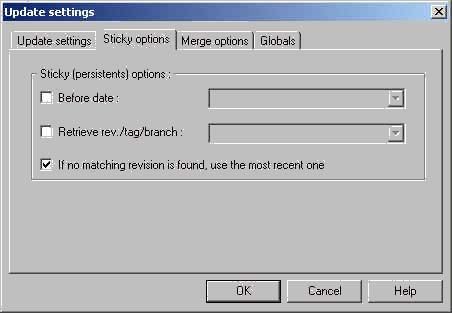 Update settings
Update settings Sticky options Merge options Globals
Sticky (persistents) options :
Before date :
Retrieve rev./tag/branch :
If no matching revision is found, use the most recent one
OK Cancel Help